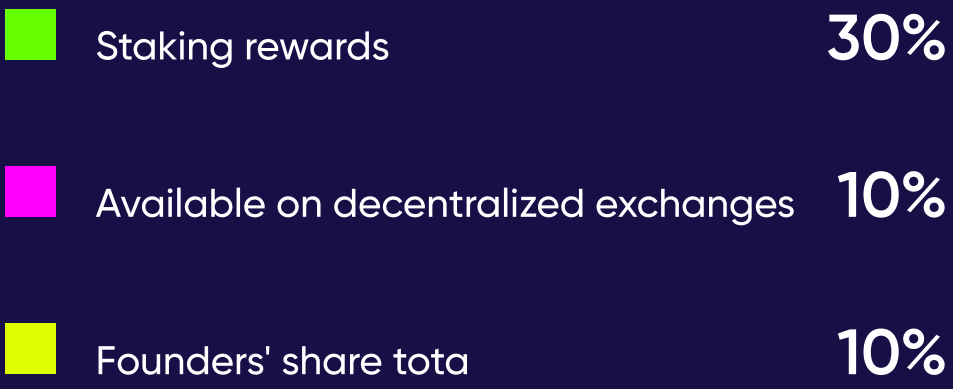 Staking rewards 30%
Available on decentralized exchanges 10%
Founders' share tota 10%